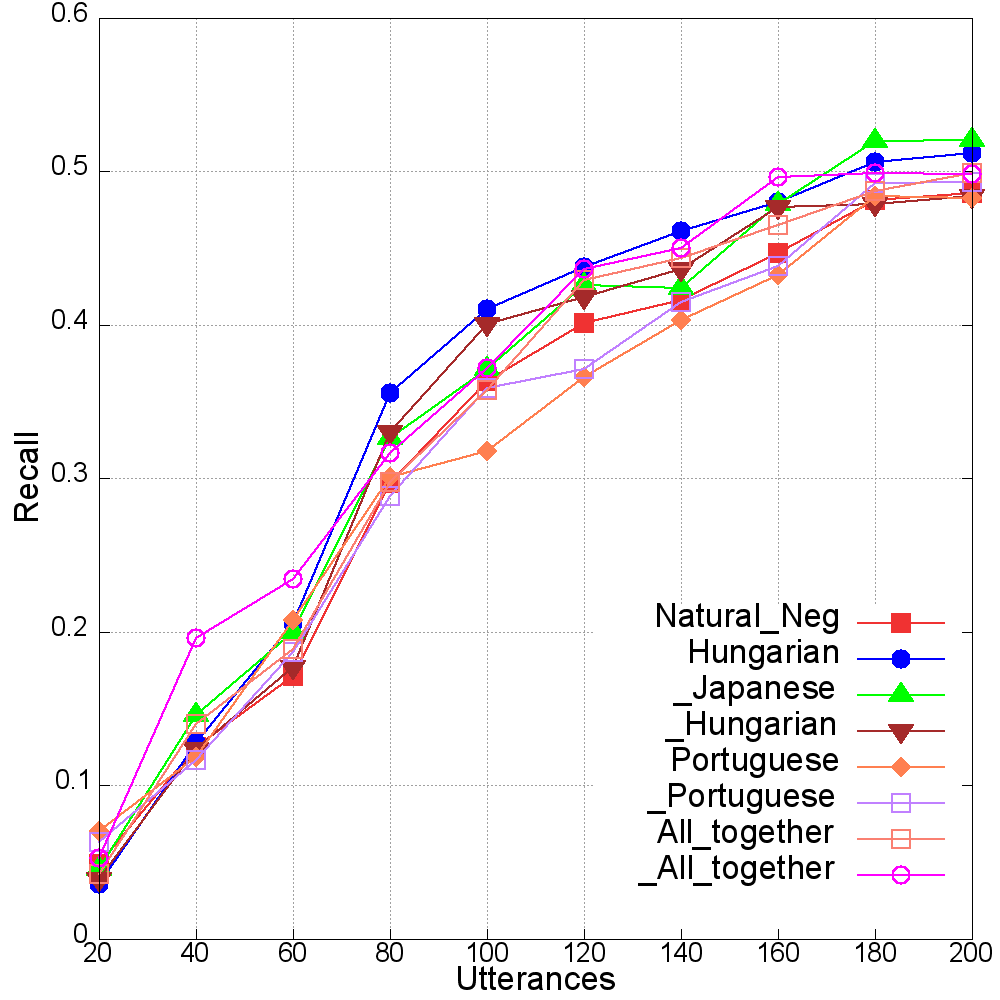 0.6
0.5
0.4
0.3
0.2
0.1
0
Recall
Natural_Neg
Hungarian
_Japanese
_Hungarian
Portuguese
_Portuguese
All_together
_All_together
20 40 60 80 100 120 140 160 180 200
Utterances